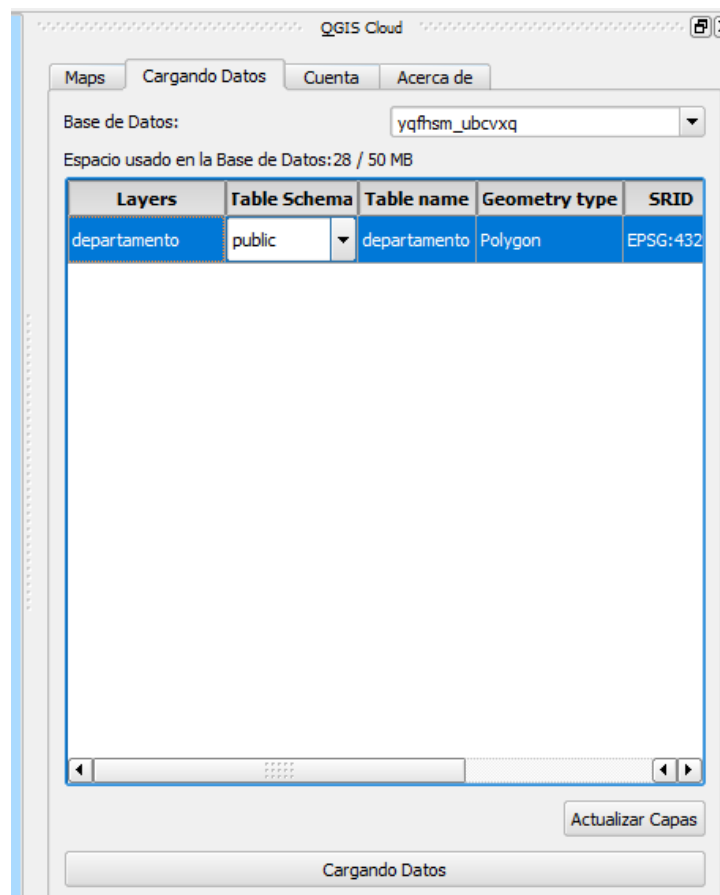 QGIS Cloud
Maps Cargando Datos Cuenta Acerca de
Base de Datos: yqfhsm_ubcvxq
Espacio usado en la Base de Datos:28 / 50 MB
Layers Table Schema Table name Geometry type SRID
departamento public departamento Polygon EPSG:432
Actualizar Capas
Cargando Datos